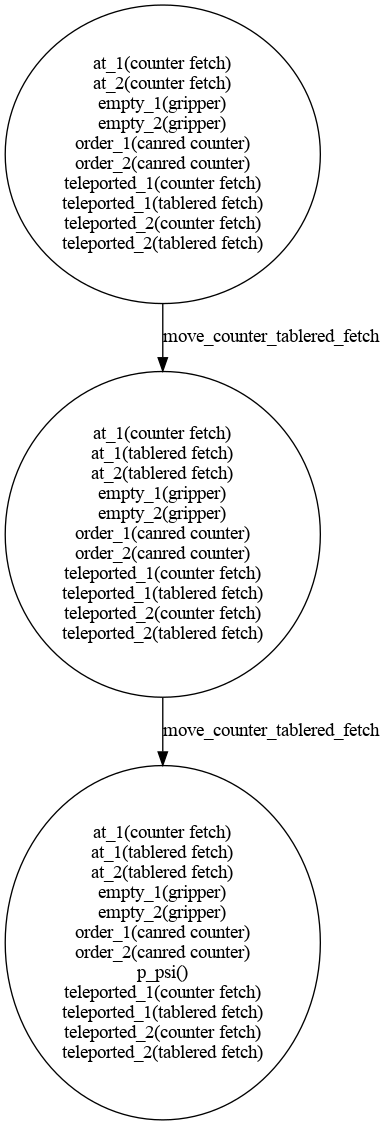 at_1(counter fetch)
at_2(counter fetch)
empty_1(gripper)
empty_2(gripper)
order_1(canred counter)
order_2(canred counter)
teleported_1(counter fetch)
teleported_1(tablered fetch)
teleported_2(counter fetch)
teleported_2(tablered fetch)
move_counter_tablered_fetch
at_1(counter fetch)
at_1(tablered fetch)
at_2(tablered fetch)
empty_1(gripper)
empty_2(gripper)
order_1(canred counter)
order_2(canred counter)
teleported_1(counter fetch)
teleported_1(tablered fetch)
teleported_2(counter fetch)
teleported_2(tablered fetch)
move_counter_tablered_fetch
at_1(counter fetch)
at_1(tablered fetch)
at_2(tablered fetch)
empty_1(gripper)
empty_2(gripper)
order_1(canred counter)
order_2(canred counter)
p_psi()
teleported_1(counter fetch)
teleported_1(tablered fetch)
teleported_2(counter fetch)
teleported_2(tablered fetch)